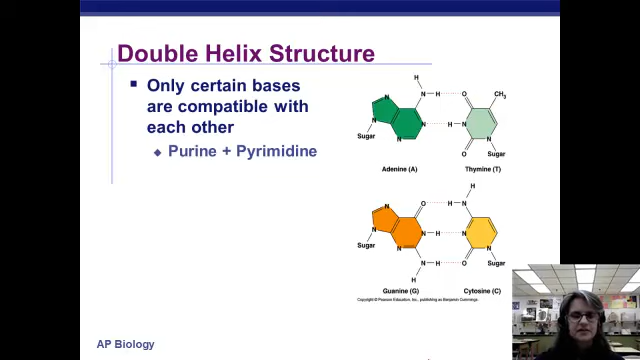 Double Helix Structure
Only certain bases
are compatible with
each other
Purine + Pyrimidine
H
N H O CH3
N
N N H N
Sugar
N N
O Sugar
Adenine (A) Thymine (T)
H
O H N
N
N H N
Sugar
N N
N H O Sugar
H
Guanine (G) Cytosine (C)
Copyright © Pearson Education, Inc., publishing as Benjamin Cummings.
AP Biology